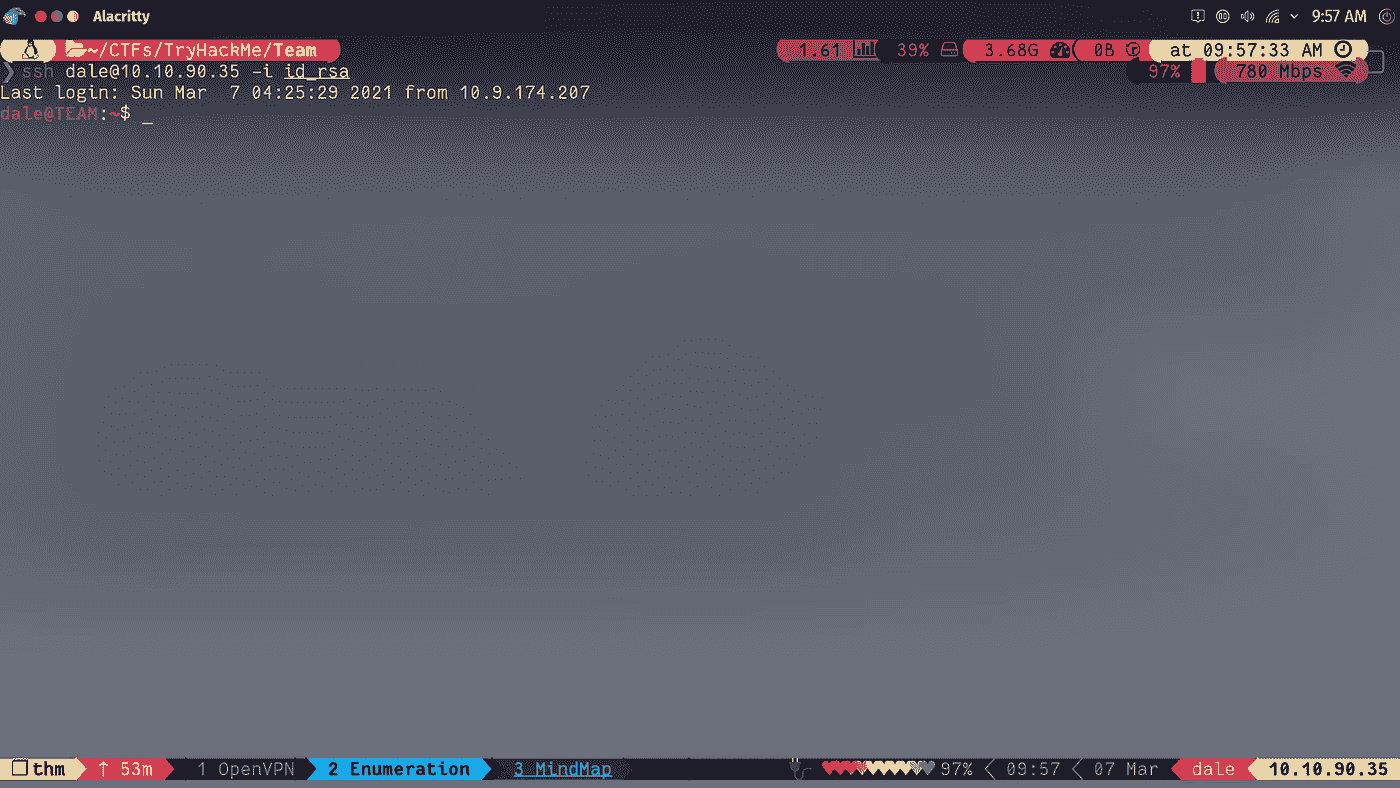 Alacritty 9:57 AM
~/CTFs/TryHackMe/Team 1.61 39% 3.68G 0B at 09:57:33 AM
❯ ssh dale@10.10.90.35 -i id_rsa 97% 780 Mbps
Last login: Sun Mar  7 04:25:29 2021 from 10.9.174.207
dale@TEAM:~$ _
thm ↑ 53m 1 OpenVPN 2 Enumeration 3 MindMap 97% 09:57 07 Mar dale 10.10.90.35